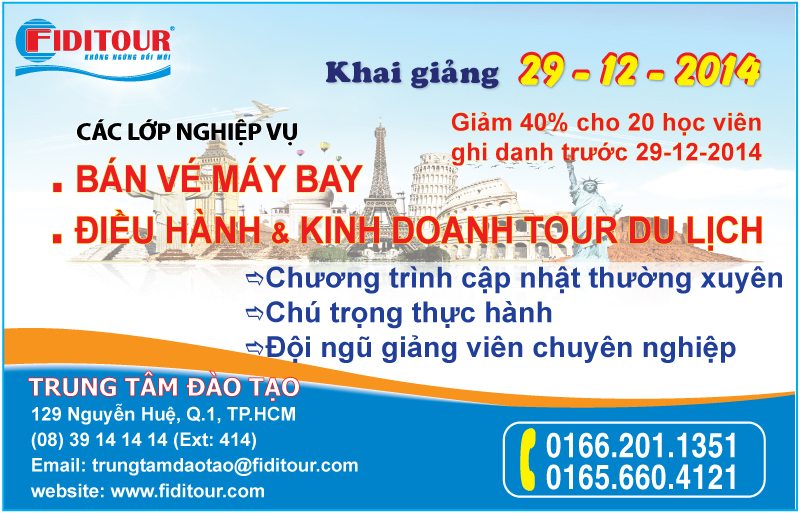 FIDITOUR®
KHÔNG NGỪNG ĐỔI MỚI
Khai giảng 29 - 12 - 2014
Giảm 40% cho 20 học viên
ghi danh trước 29-12-2014
CÁC LỚP NGHIỆP VỤ
. BÁN VÉ MÁY BAY
. ĐIỀU HÀNH & KINH DOANH TOUR DU LỊCH
➯Chương trình cập nhật thường xuyên
➯Chú trọng thực hành
➯Đội ngũ giảng viên chuyên nghiệp
TRUNG TÂM ĐÀO TẠO
129 Nguyễn Huệ, Q.1, TP.HCM
(08) 39 14 14 14 (Ext: 414)
Email: trungtamdaotao@fiditour.com
website: www.fiditour.com
0166.201.1351
0165.660.4121